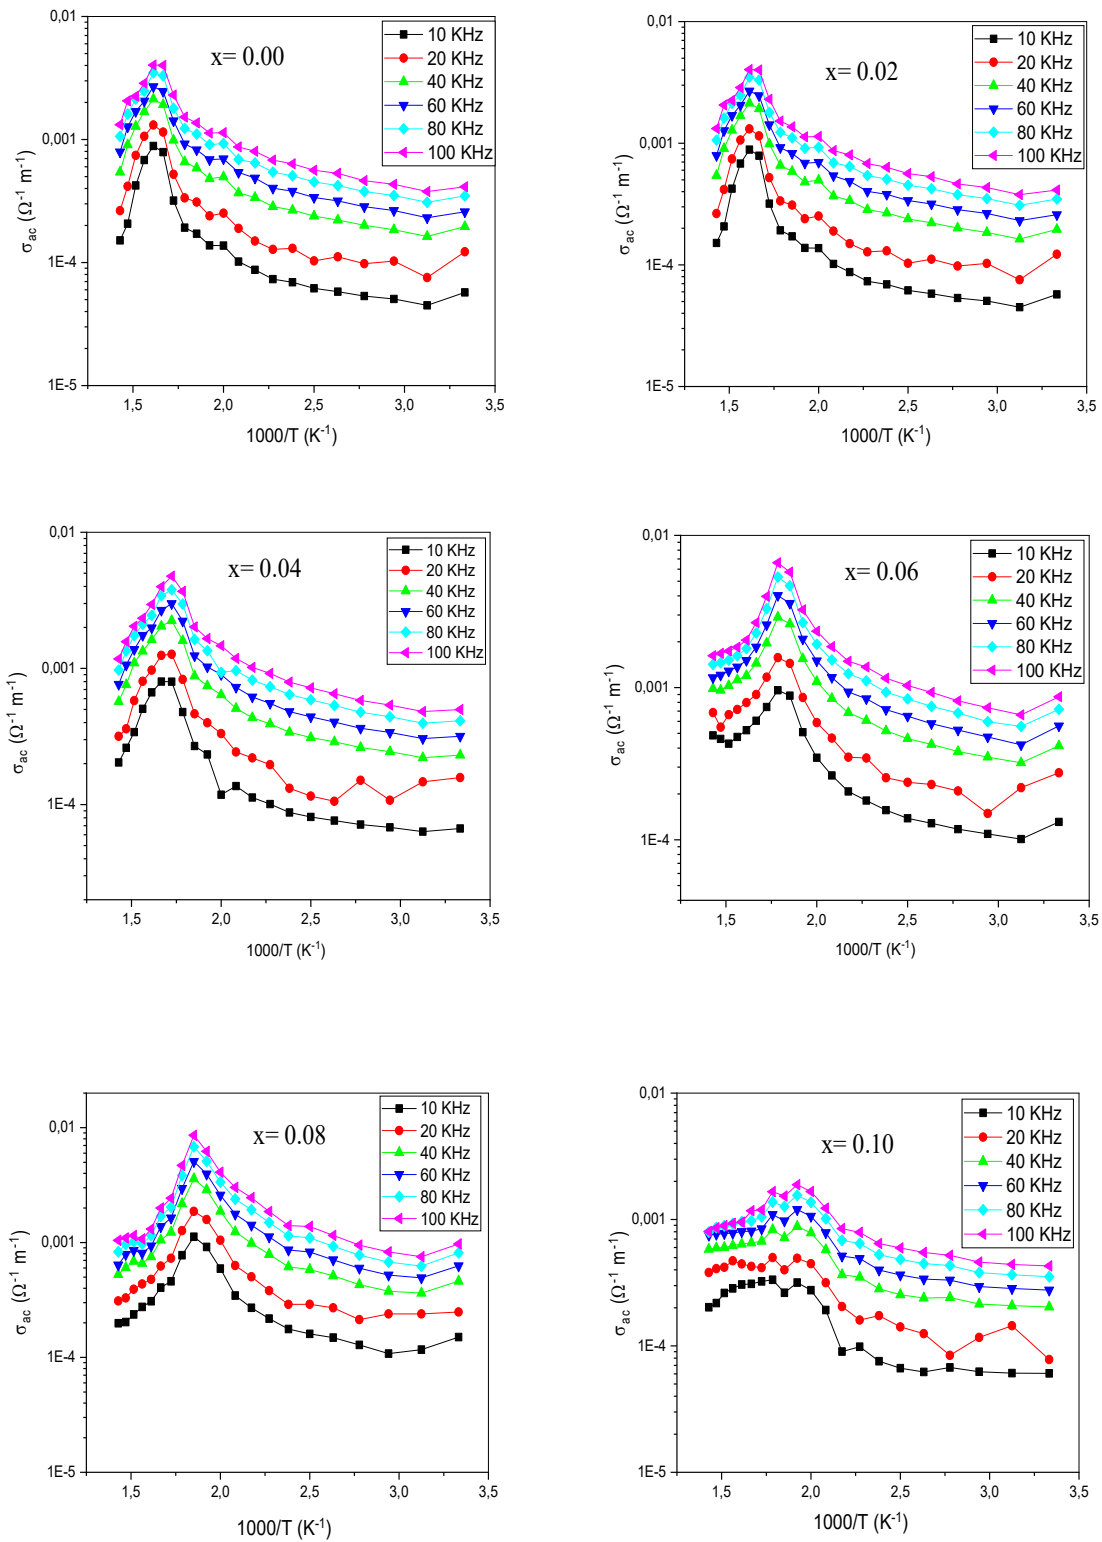 0,01
x= 0.00
10 KHz
20 KHz
40 KHz
60 KHz
80 KHz
100 KHz
0,001
1E-4
1E-5
σac (Ω-1 m-1)
1,5 2,0 2,5 3,0 3,5
1000/T (K-1)
0,01
x= 0.02
10 KHz
20 KHz
40 KHz
60 KHz
80 KHz
100 KHz
0,001
1E-4
1E-5
σac (Ω-1 m-1)
1,5 2,0 2,5 3,0 3,5
1000/T (K-1)
0,01
x= 0.04
10 KHz
20 KHz
40 KHz
60 KHz
80 KHz
100 KHz
0,001
1E-4
σac (Ω-1 m-1)
1,5 2,0 2,5 3,0 3,5
1000/T (K-1)
0,01
x= 0.06
10 KHz
20 KHz
40 KHz
60 KHz
80 KHz
100 KHz
0,001
1E-4
σac (Ω-1 m-1)
1,5 2,0 2,5 3,0 3,5
1000/T (K-1)
0,01
x= 0.08
10 KHz
20 KHz
40 KHz
60 KHz
80 KHz
100 KHz
0,001
1E-4
1E-5
σac (Ω-1 m-1)
1,5 2,0 2,5 3,0 3,5
1000/T (K-1)
0,01
x= 0.10
10 KHz
20 KHz
40 KHz
60 KHz
80 KHz
100 KHz
0,001
1E-4
1E-5
σac (Ω-1 m-1)
1,5 2,0 2,5 3,0 3,5
1000/T (K-1)